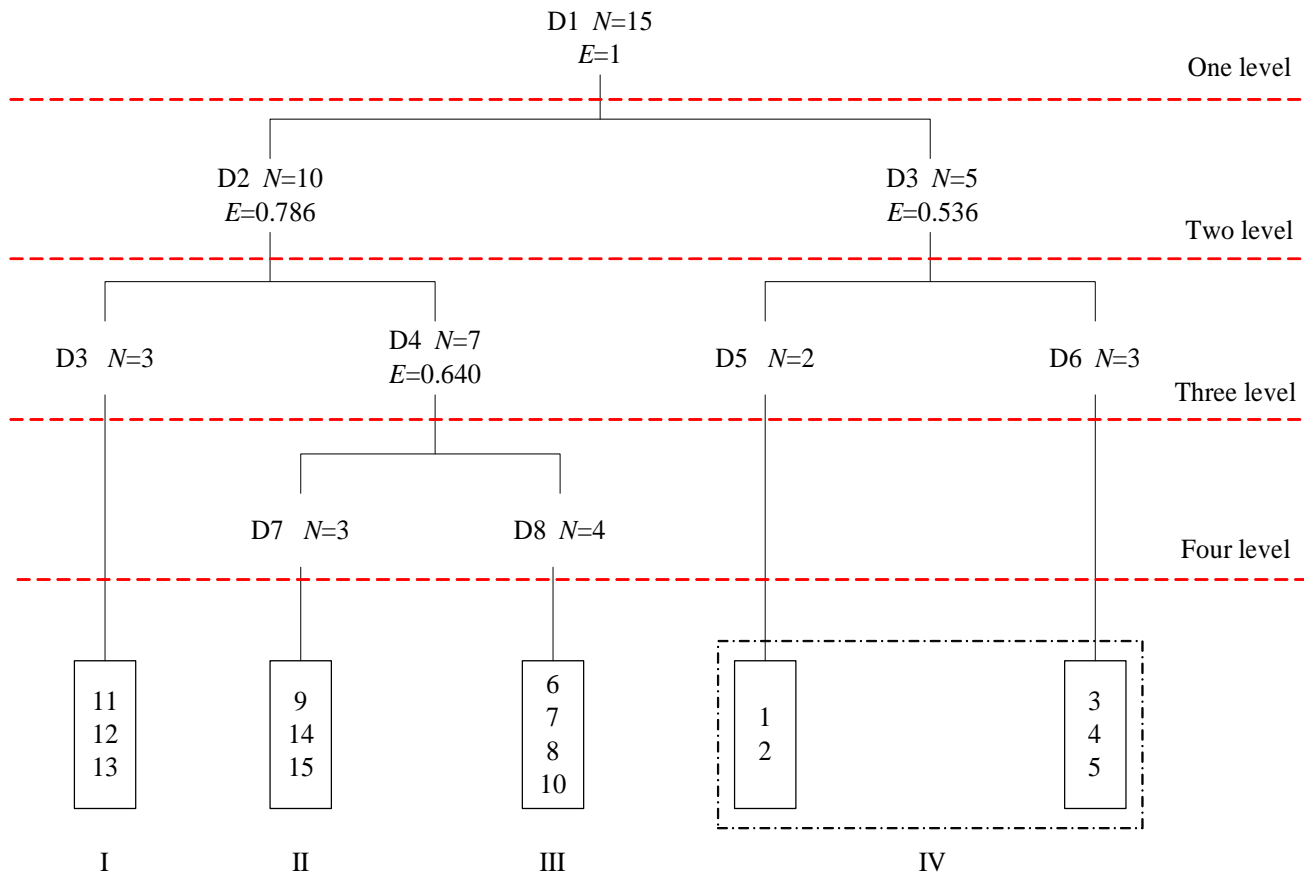 D1 N=15
E=1
One level
D2 N=10
E=0.786
D3 N=5
E=0.536
Two level
D3 N=3
D4 N=7
E=0.640
D5 N=2
D6 N=3
Three level
D7 N=3
D8 N=4
Four level
11
12
13
9
14
15
6
7
8
10
1
2
3
4
5
I
II
III
IV